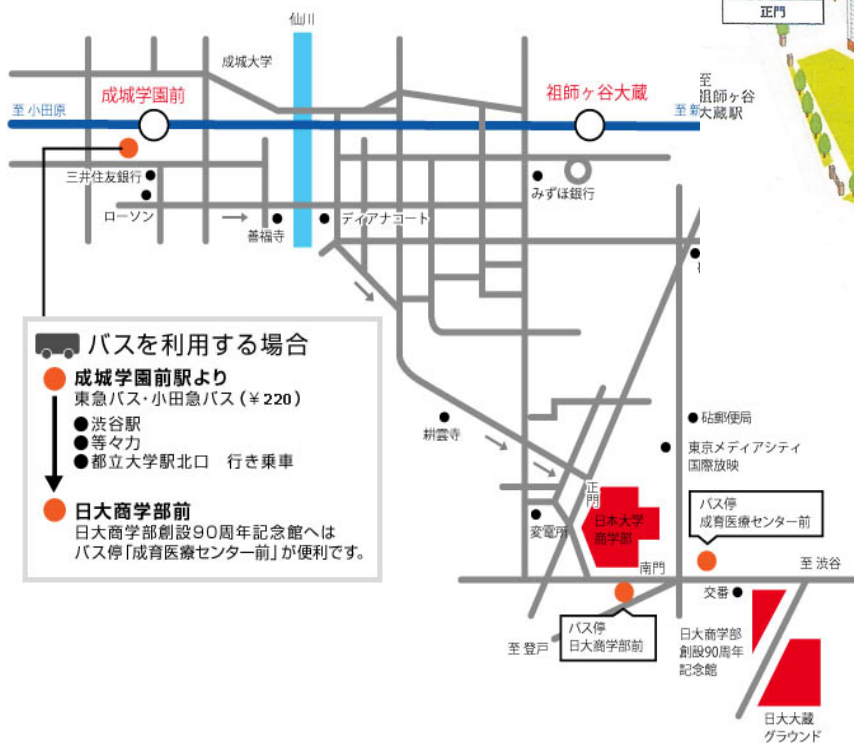 正門
仙川
成城大学
成城学園前
祖師ヶ谷大蔵
至 小田原
至 新
至
祖師ヶ谷
大蔵駅
三井住友銀行
ローソン
善福寺
ディアナコート
みずほ銀行
バスを利用する場合
成城学園前駅より
東急バス・小田急バス (¥220)
●渋谷駅
●等々力
●都立大学駅北口 行き乗車
日大商学部前
日大商学部創設90周年記念館へは
バス停「成育医療センター前」が便利です。
耕雲寺
砧郵便局
東京メディアシティ
国際放映
正門
変電所
日本大学
商学部
バス停
成育医療センター前
南門
至 渋谷
交番
バス停
日大商学部前
至 登戸
日大商学部
創設90周年
記念館
日大大蔵
グラウンド